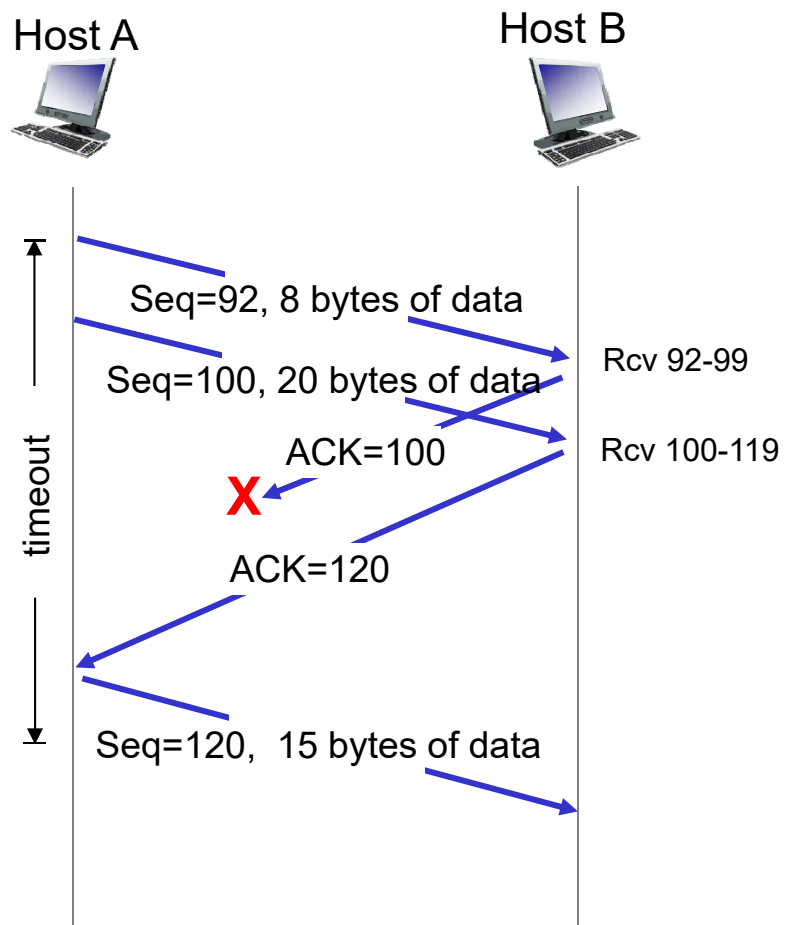 Host A
Host B
Seq=92, 8 bytes of data
Rcv 92-99
Seq=100, 20 bytes of data
ACK=100
Rcv 100-119
X
timeout
ACK=120
Seq=120, 15 bytes of data